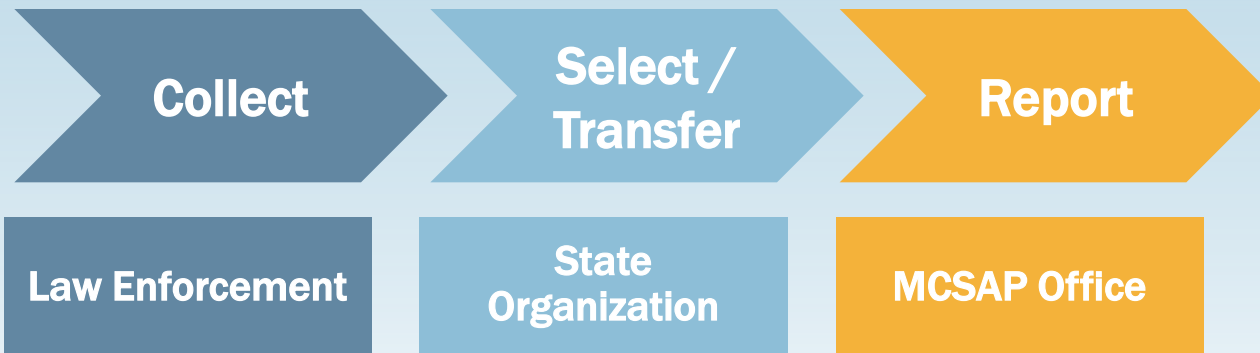 Collect
Select /
Transfer
Report
Law Enforcement
State
Organization
MCSAP Office